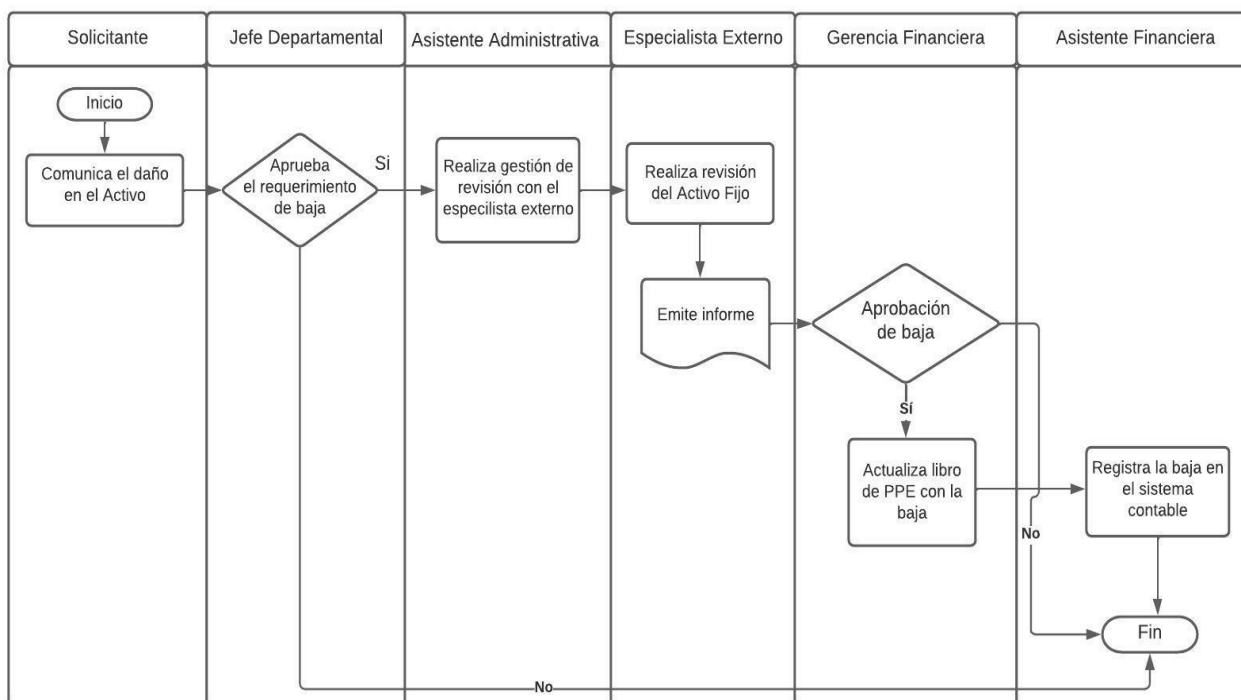 Solicitante
Jefe Departamental
Asistente Administrativa
Especialista Externo
Gerencia Financiera
Asistente Financiera
Inicio
Comunica el daño
en el Activo
Aprueba
el requerimiento
de baja
Si
Realiza gestión de
revisión con el
especilista externo
Realiza revisión
del Activo Fijo
Emite informe
Aprobación
de baja
Sí
Actualiza libro
de PPE con la
baja
Registra la baja en
el sistema
contable
No
Fin
No